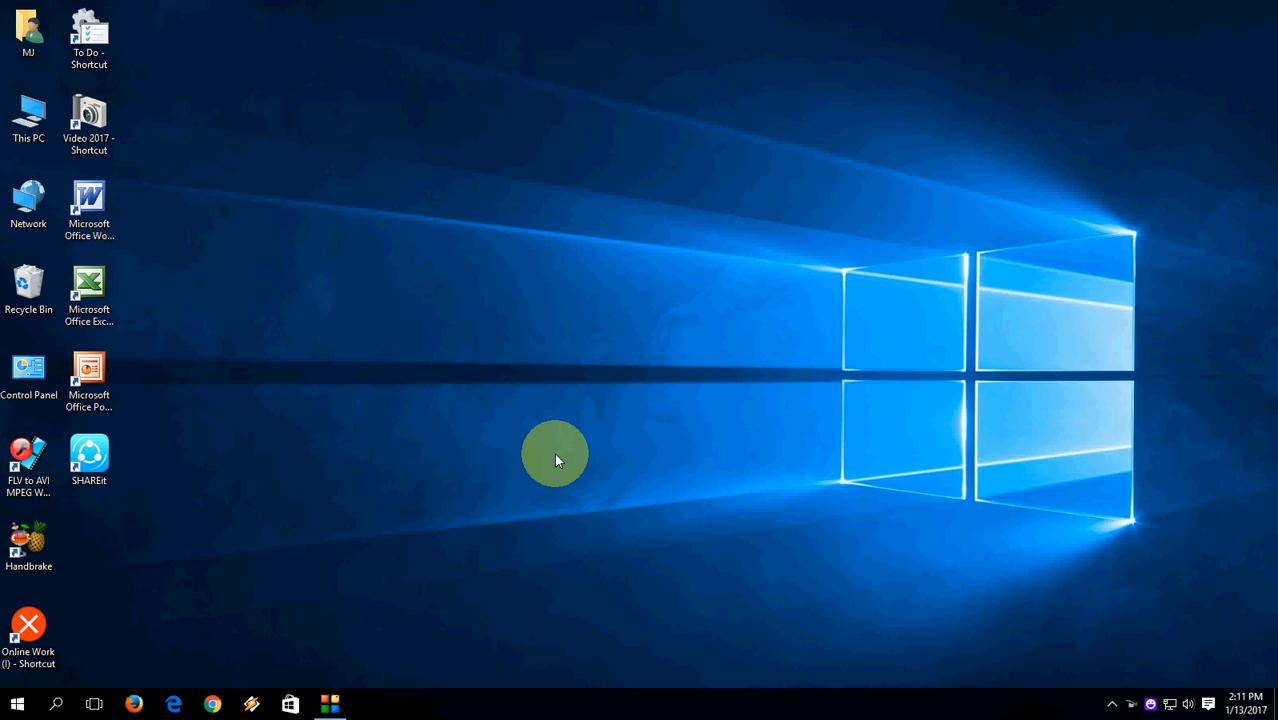 MJ
To Do -
Shortcut
This PC
Video 2017 -
Shortcut
Network
Microsoft
Office Wo...
Recycle Bin
Microsoft
Office Exc...
Control Panel
Microsoft
Office Po...
FLV to AVI
MPEG W...
SHAREit
Handbrake
Online Work
(I) - Shortcut
2:11 PM
1/13/2017